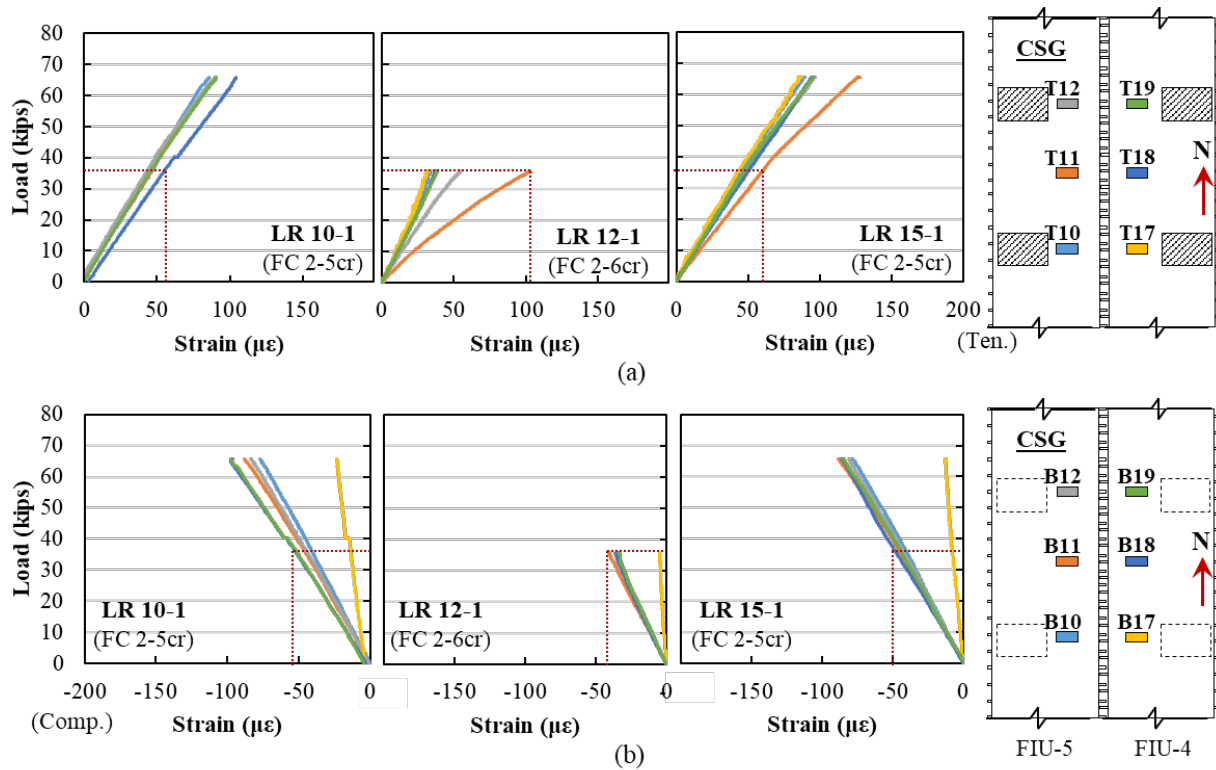 Load (kips)
80
70
60
50
40
30
20
10
0
LR 10-1
(FC 2-5cr)
LR 12-1
(FC 2-6cr)
LR 15-1
(FC 2-5cr)
0 50 100 150 0 50 100 150 0 50 100 150 200
Strain (με) Strain (με) Strain (με) (Ten.)
CSG
T12 T19
T11 T18
N
T10 T17
(a)
Load (kips)
80
70
60
50
40
30
20
10
0
LR 10-1
(FC 2-5cr)
LR 12-1
(FC 2-6cr)
LR 15-1
(FC 2-5cr)
-200 -150 -100 -50 0 -150 -100 -50 0 -150 -100 -50 0
(Comp.) Strain (με) Strain (με) Strain (με)
CSG
B12 B19
B11 B18
N
B10 B17
FIU-5 FIU-4
(b)